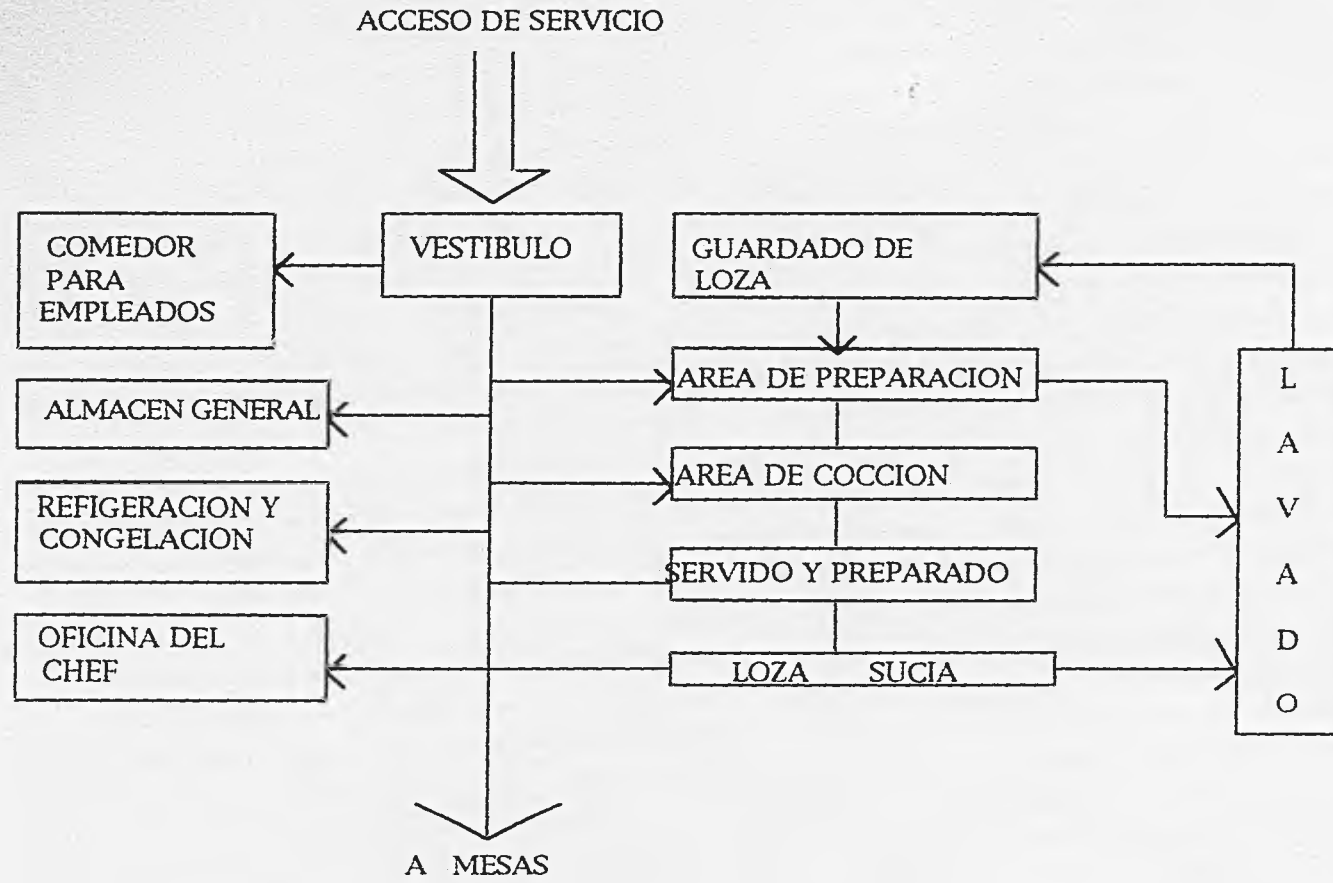 ACCESO DE SERVICIO
COMEDOR
PARA
EMPLEADOS
VESTIBULO
GUARDADO DE
LOZA
ALMACEN GENERAL
AREA DE PREPARACION
AREA DE COCCION
REFIGERACION Y
CONGELACION
SERVIDO Y PREPARADO
OFICINA DEL
CHEF
LOZA SUCIA
L
A
V
A
D
O
A MESAS